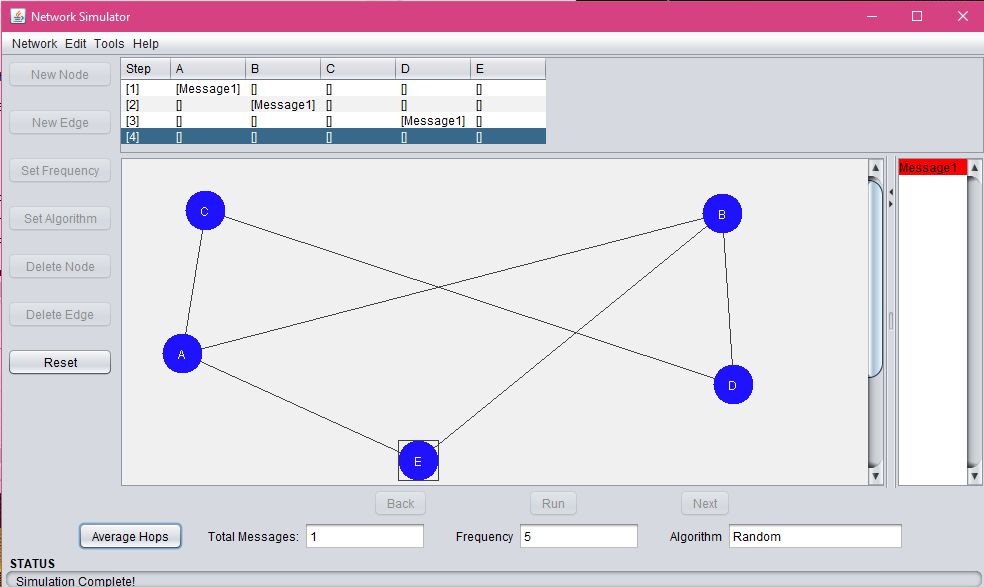 Network Simulator
Network Edit Tools Help
New Node
New Edge
Set Frequency
Set Algorithm
Delete Node
Delete Edge
Reset
Step A B C D E
[1] [Message1] [] [] [] []
[2] [] [Message1] [] [] []
[3] [] [] [] [Message1] []
[4] [] [] [] [] []
C
B
A
D
E
Message1
Back Run Next
Average Hops Total Messages: 1 Frequency 5 Algorithm Random
STATUS
Simulation Complete!